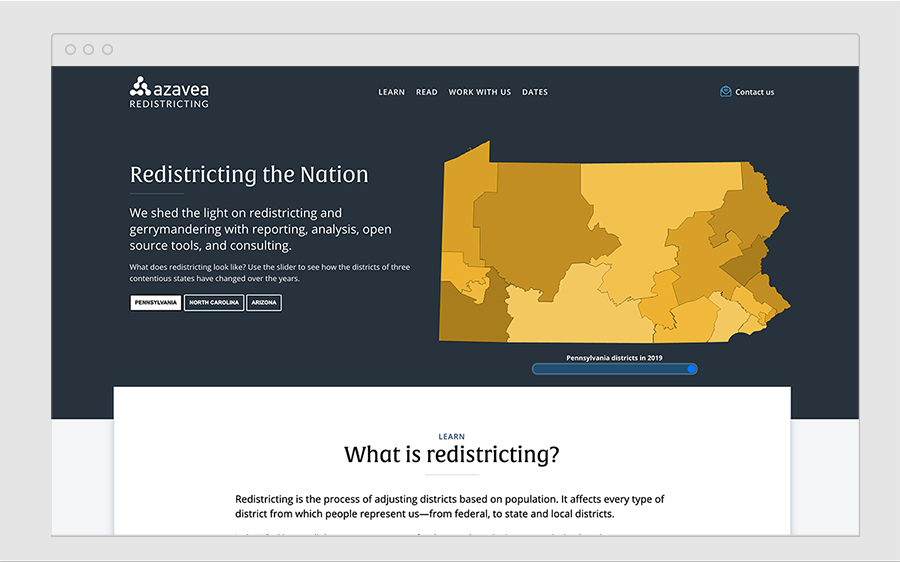 azavea
REDISTRICTING
LEARN READ WORK WITH US DATES
Contact us
Redistricting the Nation
We shed the light on redistricting and
gerrymandering with reporting, analysis, open
source tools, and consulting.
What does redistricting look like? Use the slider to see how the districts of three
contentious states have changed over the years.
PENNSYLVANIA NORTH CAROLINA ARIZONA
Pennsylvania districts in 2019
LEARN
What is redistricting?
Redistricting is the process of adjusting districts based on population. It affects every type of
district from which people represent us—from federal, to state and local districts.